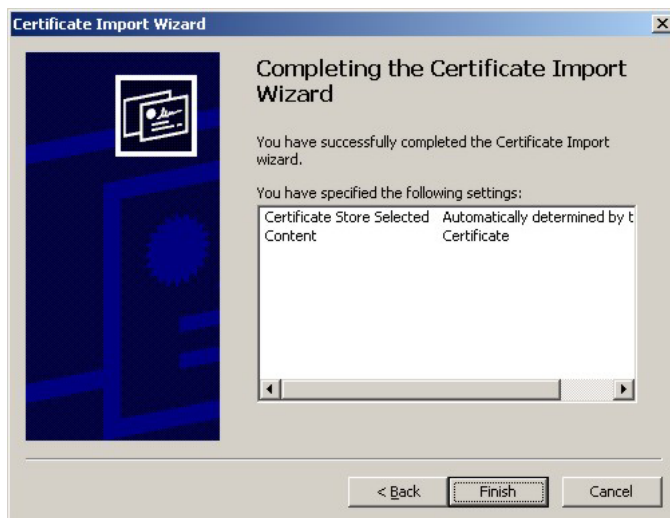 Certificate Import Wizard
Completing the Certificate Import
Wizard
You have successfully completed the Certificate Import
wizard.
You have specified the following settings:
Certificate Store Selected Automatically determined by t
Content Certificate
< Back Finish Cancel